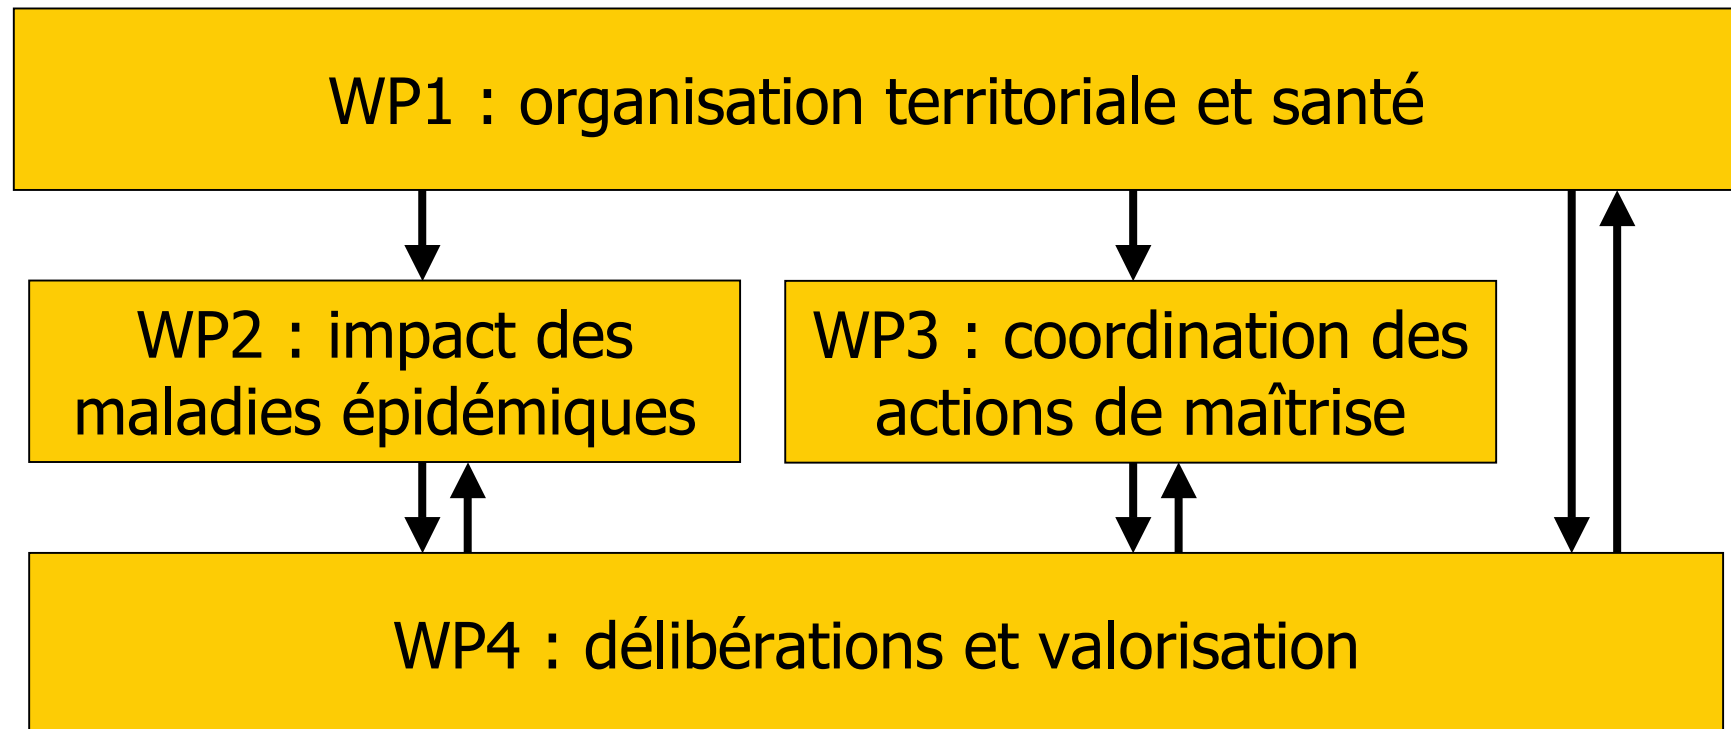 WP1 : organisation territoriale et santé
WP2 : impact des
maladies épidémiques
WP3 : coordination des
actions de maîtrise
WP4 : délibérations et valorisation